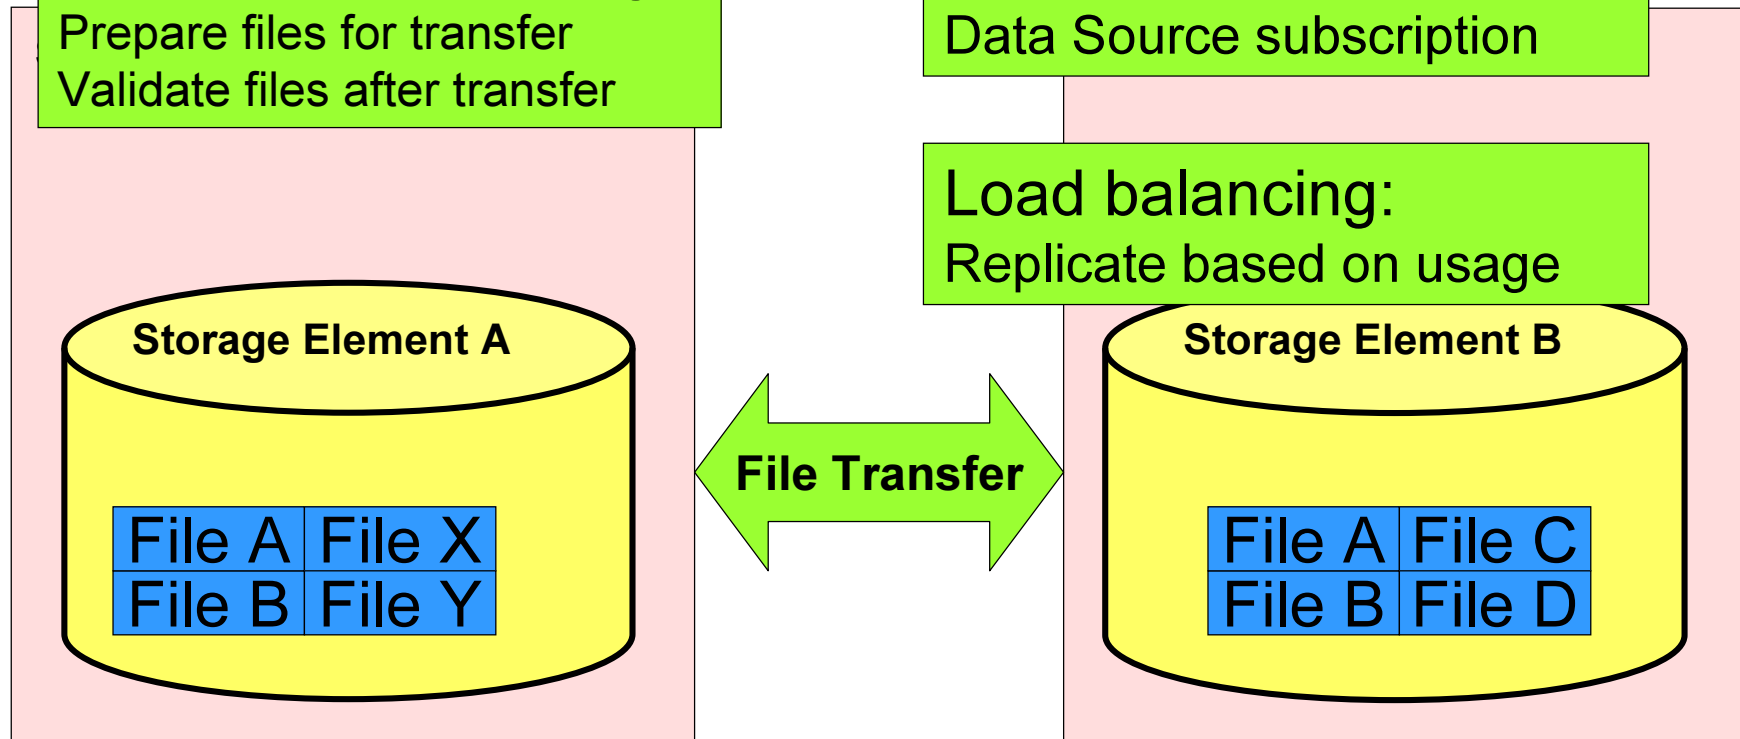 Prepare files for transfer
Validate files after transfer
Data Source subscription
Load balancing:
Replicate based on usage
Storage Element A
Storage Element B
File Transfer
File A File X
File B File Y
File A File C
File B File D